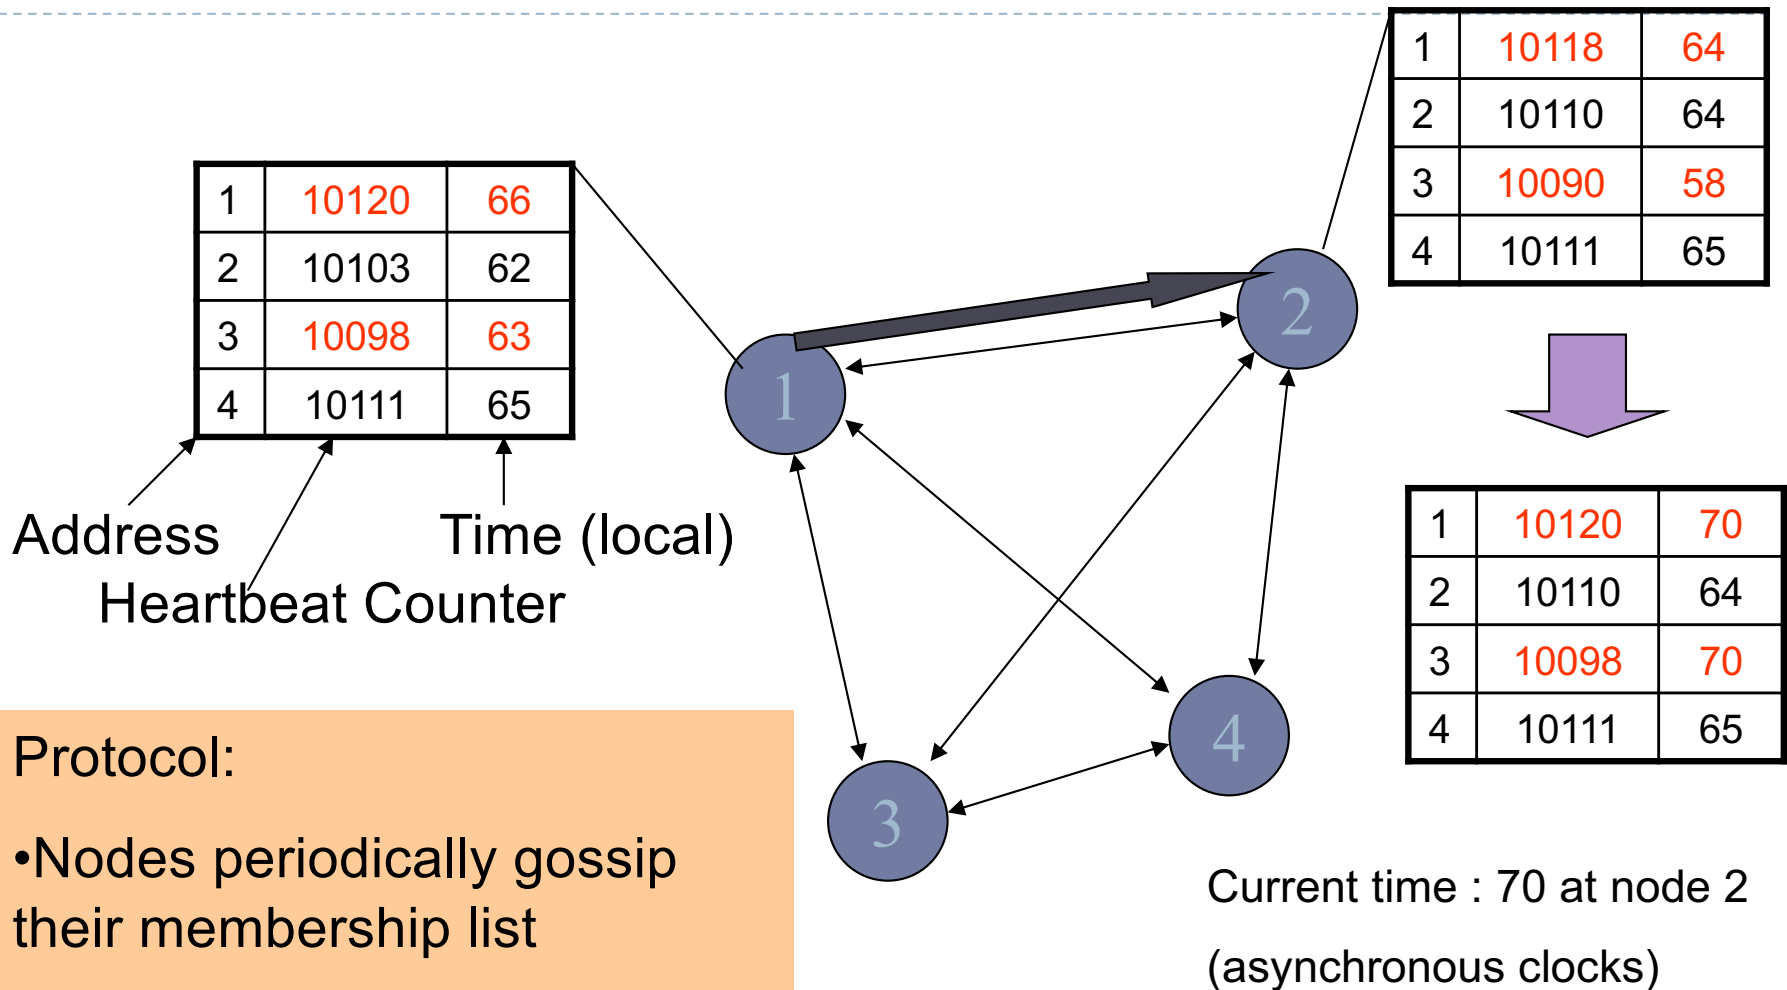 1 10118 64
2 10110 64
3 10090 58
4 10111 65
1 10120 66
2 10103 62
3 10098 63
4 10111 65
Address
Time (local)
Heartbeat Counter
1
2
3
4
1 10120 70
2 10110 64
3 10098 70
4 10111 65
Protocol:
•Nodes periodically gossip
their membership list
Current time : 70 at node 2
(asynchronous clocks)